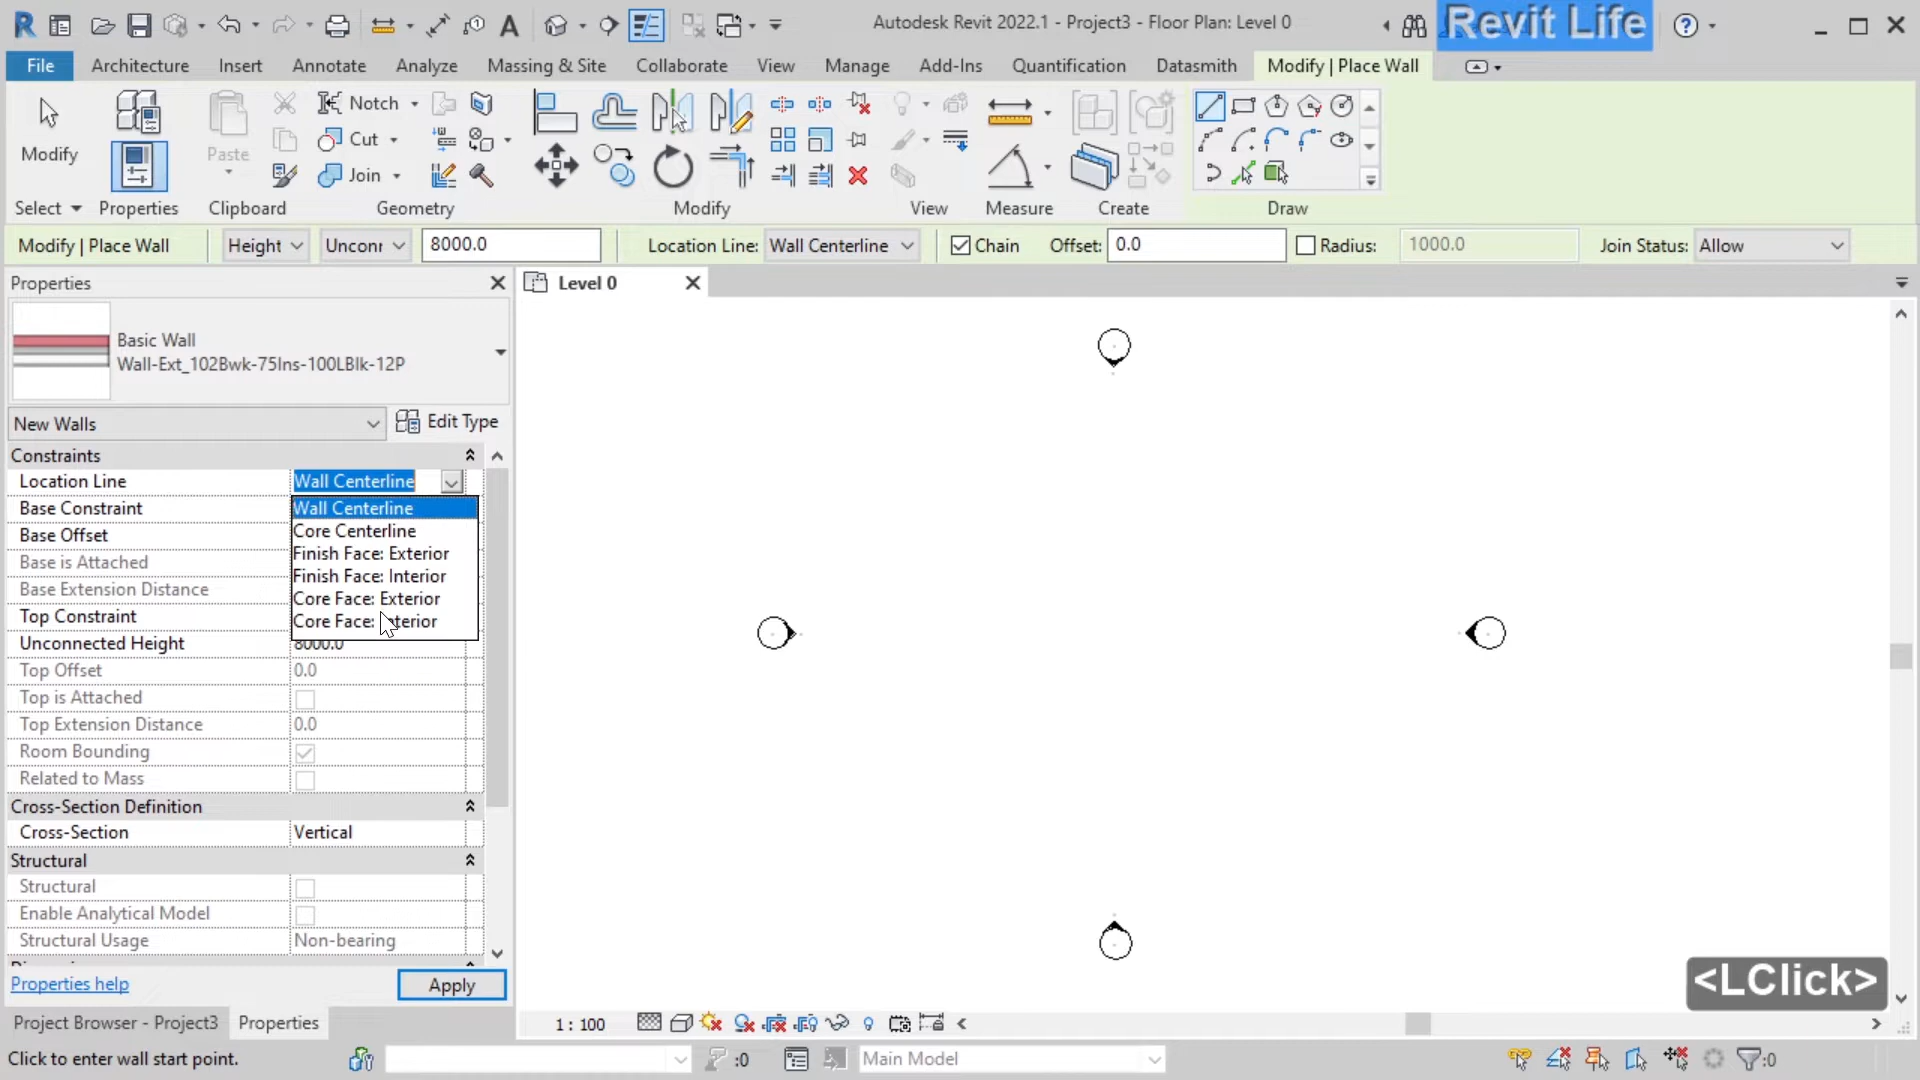 Autodesk Revit 2022.1 - Project3 - Floor Plan: Level 0
Revit Life
File Architecture Insert Annotate Analyze Massing & Site Collaborate View Manage Add-Ins Quantification Datasmith Modify | Place Wall
Modify
Paste
Notch
Cut
Join
Select Properties Clipboard Geometry Modify View Measure Create Draw
Modify | Place Wall Height Uncon 8000.0 Location Line: Wall Centerline Chain Offset: 0.0 Radius: 1000.0 Join Status: Allow
Properties
Level 0
Basic Wall
Wall-Ext_102Bwk-75Ins-100LBlk-12P
New Walls Edit Type
Constraints
Location Line Wall Centerline
Base Constraint Wall Centerline
Core Centerline
Base Offset
Finish Face: Exterior
Base is Attached
Finish Face: Interior
Base Extension Distance
Core Face: Exterior
Top Constraint Core Face: Interior
Unconnected Height 8000.0
Top Offset 0.0
Top is Attached
Top Extension Distance 0.0
Room Bounding
Related to Mass
Cross-Section Definition
Cross-Section Vertical
Structural
Structural
Enable Analytical Model
Structural Usage Non-bearing
Properties help Apply
<LClick>
Project Browser - Project3 Properties
1 : 100
Click to enter wall start point. :0 Main Model :0